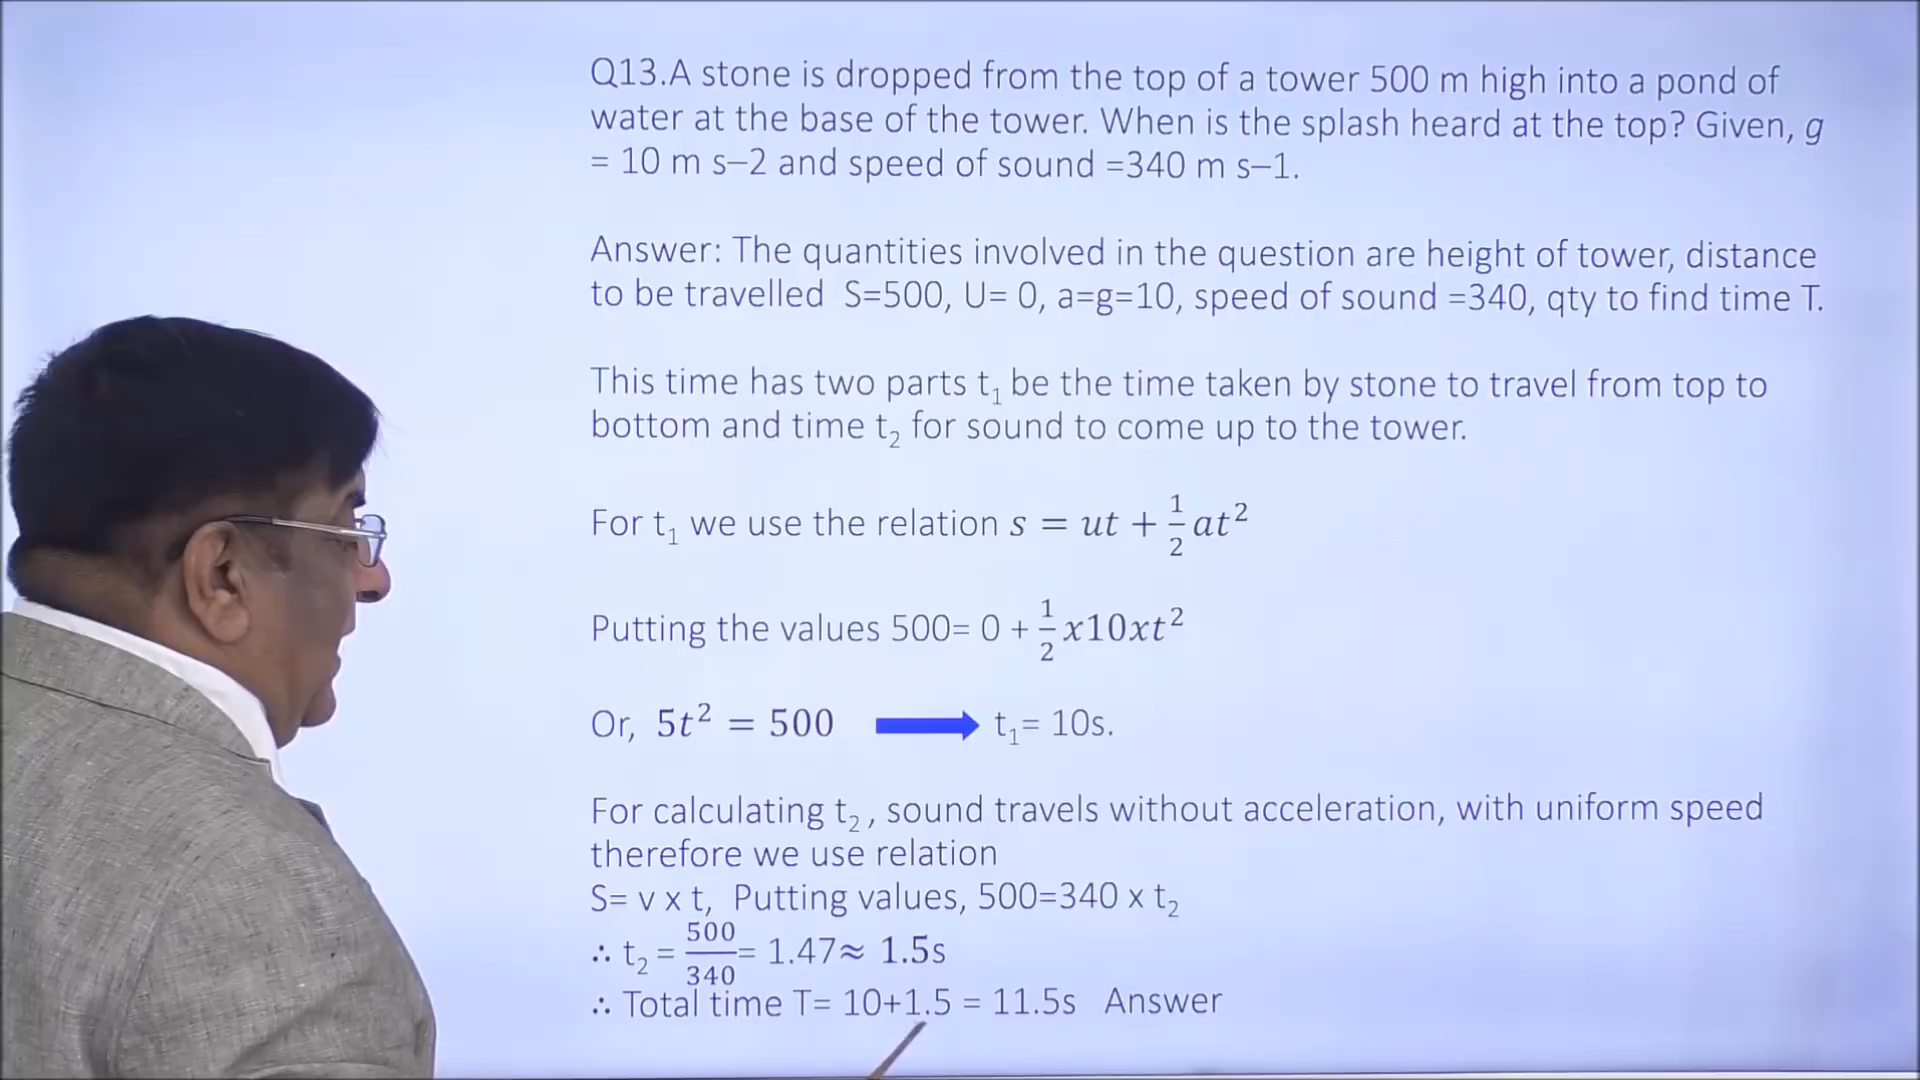 Q13.A stone is dropped from the top of a tower 500 m high into a pond of
water at the base of the tower. When is the splash heard at the top? Given, g
= 10 m s–2 and speed of sound =340 m s–1.
Answer: The quantities involved in the question are height of tower, distance
to be travelled S=500, U= 0, a=g=10, speed of sound =340, qty to find time T.
This time has two parts t₁ be the time taken by stone to travel from top to
bottom and time t₂ for sound to come up to the tower.
For t₁ we use the relation s = ut + 1/2 at²
Putting the values 500= 0 + 1/2 x10xt²
Or, 5t² = 500 ➡ t₁= 10s.
For calculating t₂, sound travels without acceleration, with uniform speed
therefore we use relation
S= v x t, Putting values, 500=340 x t₂
∴ t₂ = 500/340 = 1.47≈ 1.5s
∴ Total time T= 10+1.5 = 11.5s Answer